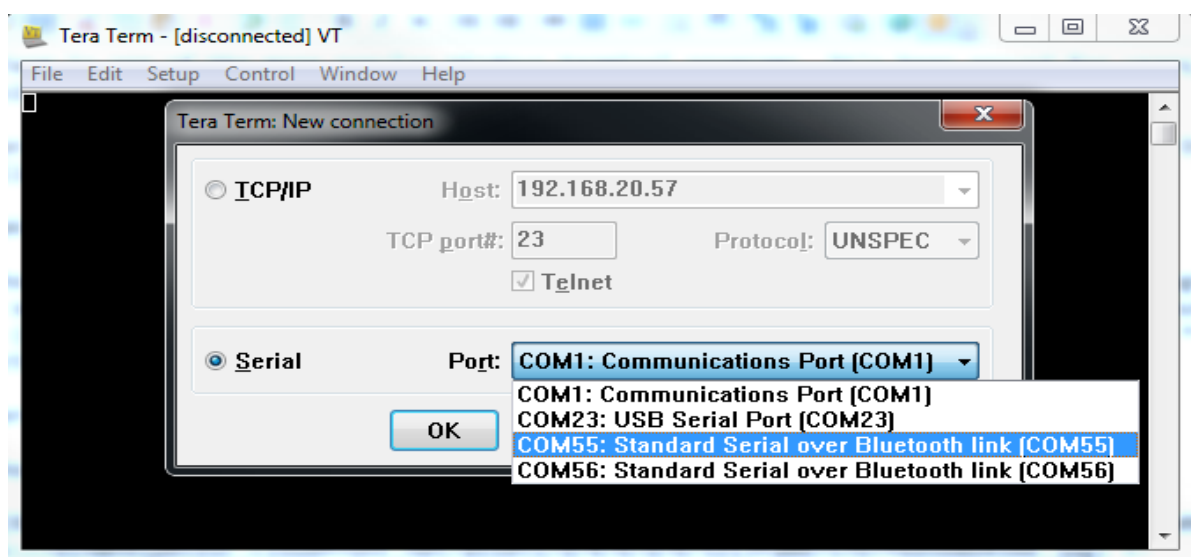 Tera Term - [disconnected] VT
File Edit Setup Control Window Help
Tera Term: New connection
TCP/IP Host: 192.168.20.57
TCP port#: 23 Protocol: UNSPEC
Telnet
Serial Port: COM1: Communications Port (COM1)
COM1: Communications Port (COM1)
COM23: USB Serial Port (COM23)
OK
COM55: Standard Serial over Bluetooth link (COM55)
COM56: Standard Serial over Bluetooth link (COM56)